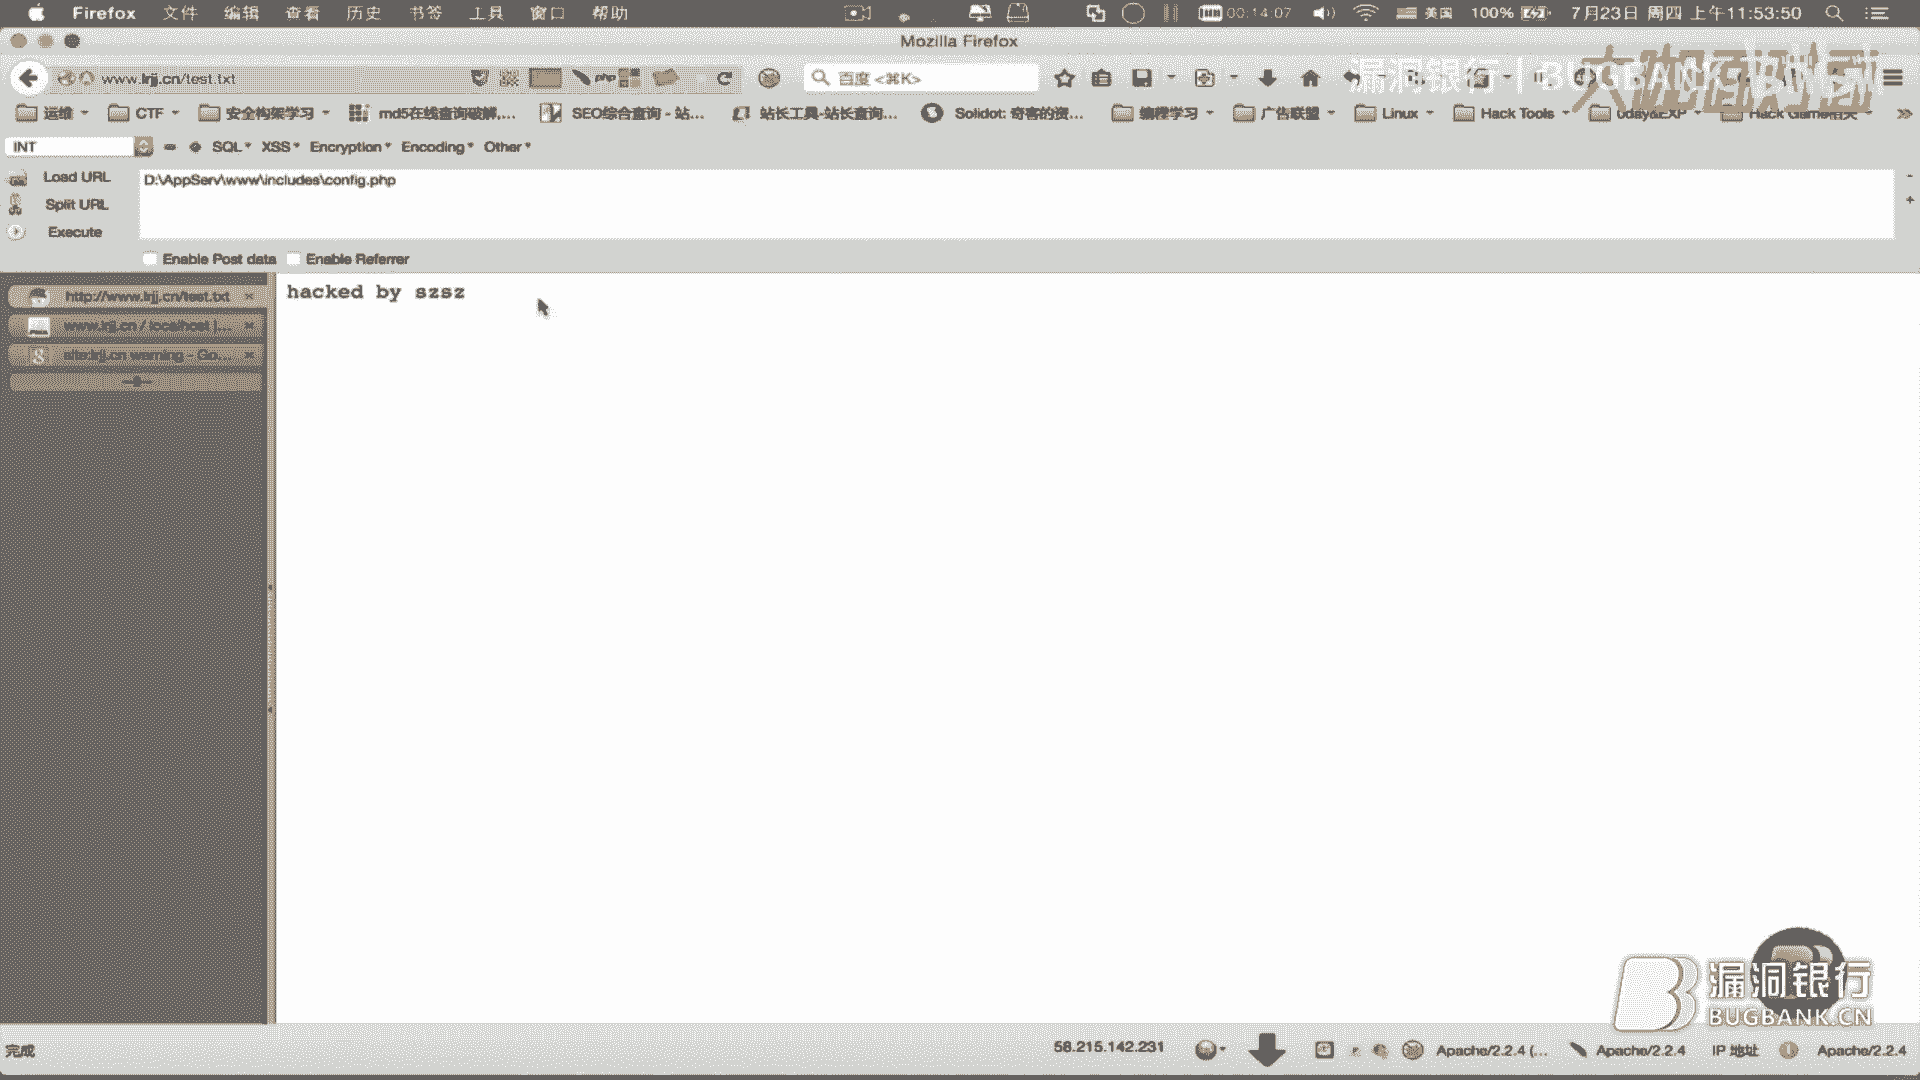 Firefox 文件 编辑 查看 历史 书签 工具 窗口 帮助 00:14:07 美国 100% 7月23日 周四 上午11:53:50
Mozilla Firefox
www.lnjj.cn/test.txt php 百度 <⌘K>
漏洞银行 | BUGBANK
运维 CTF 安全构架学习 md5在线查询破解,... SEO综合查询 - 站... 站长工具-站长查询... Solidot: 奇客的资... 编程学习 广告联盟 Linux Hack Tools 0day&EXP Hack Game相关 »
INT SQL▾ XSS▾ Encryption▾ Encoding▾ Other▾
Load URL D:\AppServ\www\includes\config.php
Split URL
Execute
Enable Post data Enable Referrer
hacked by szsz
http://www.lnjj.cn/test.txt
www.lnjj.cn / localhost |...
site:lnjj.cn warning - Go...
漏洞银行
BUGBANK.CN
完成 58.215.142.231 Apache/2.2.4 (... Apache/2.2.4 IP 地址 Apache/2.2.4